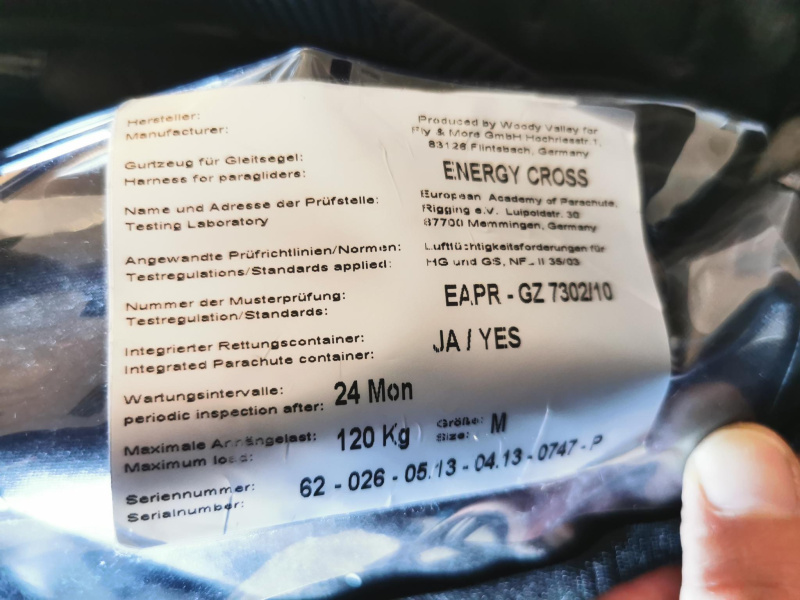 Hersteller:
Manufacturer:
Produced by Woody Valley for
Fly & More GmbH Hochriesstr.1,
83126 Flintsbach, Germany
Gurtzeug für Gleitsegel:
Harness for paragliders:
ENERGY CROSS
Name und Adresse der Prüfstelle:
Testing Laboratory
European Academy of Parachute,
Rigging e.V. Luipoldstr. 30
87700 Memmingen, Germany
Angewandte Prüfrichtlinien/Normen:
Testregulations/Standards applied:
Lufttüchtigkeitsforderungen für
HG und GS, NF - II 35/03
Nummer der Musterprüfung:
Testregulation/Standards:
EAPR - GZ 7302/10
Integrierter Rettungscontainer:
Integrated Parachute container:
JA / YES
Wartungsintervalle:
periodic inspection after:
24 Mon
Maximale Anhängelast:
Maximum load:
120 Kg
Größe:
Size:
M
Seriennummer:
Serialnumber:
62 - 026 - 05.13 - 04.13 - 0747 - P